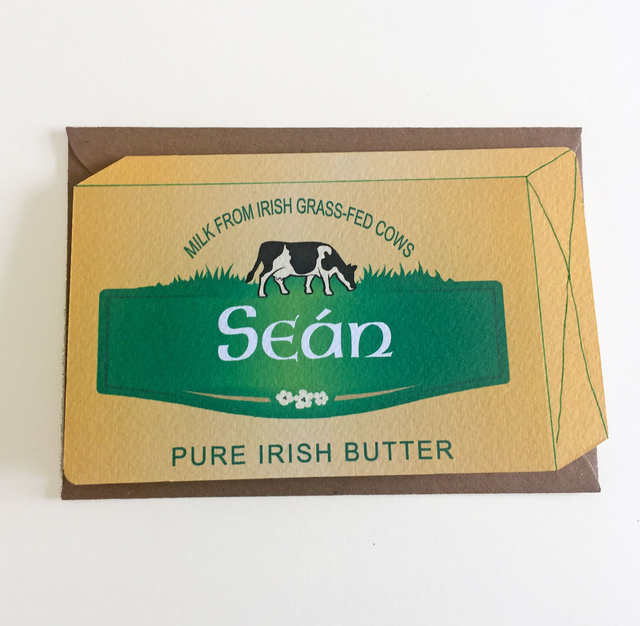 MILK FROM IRISH GRASS-FED COWS
Seán
PURE IRISH BUTTER